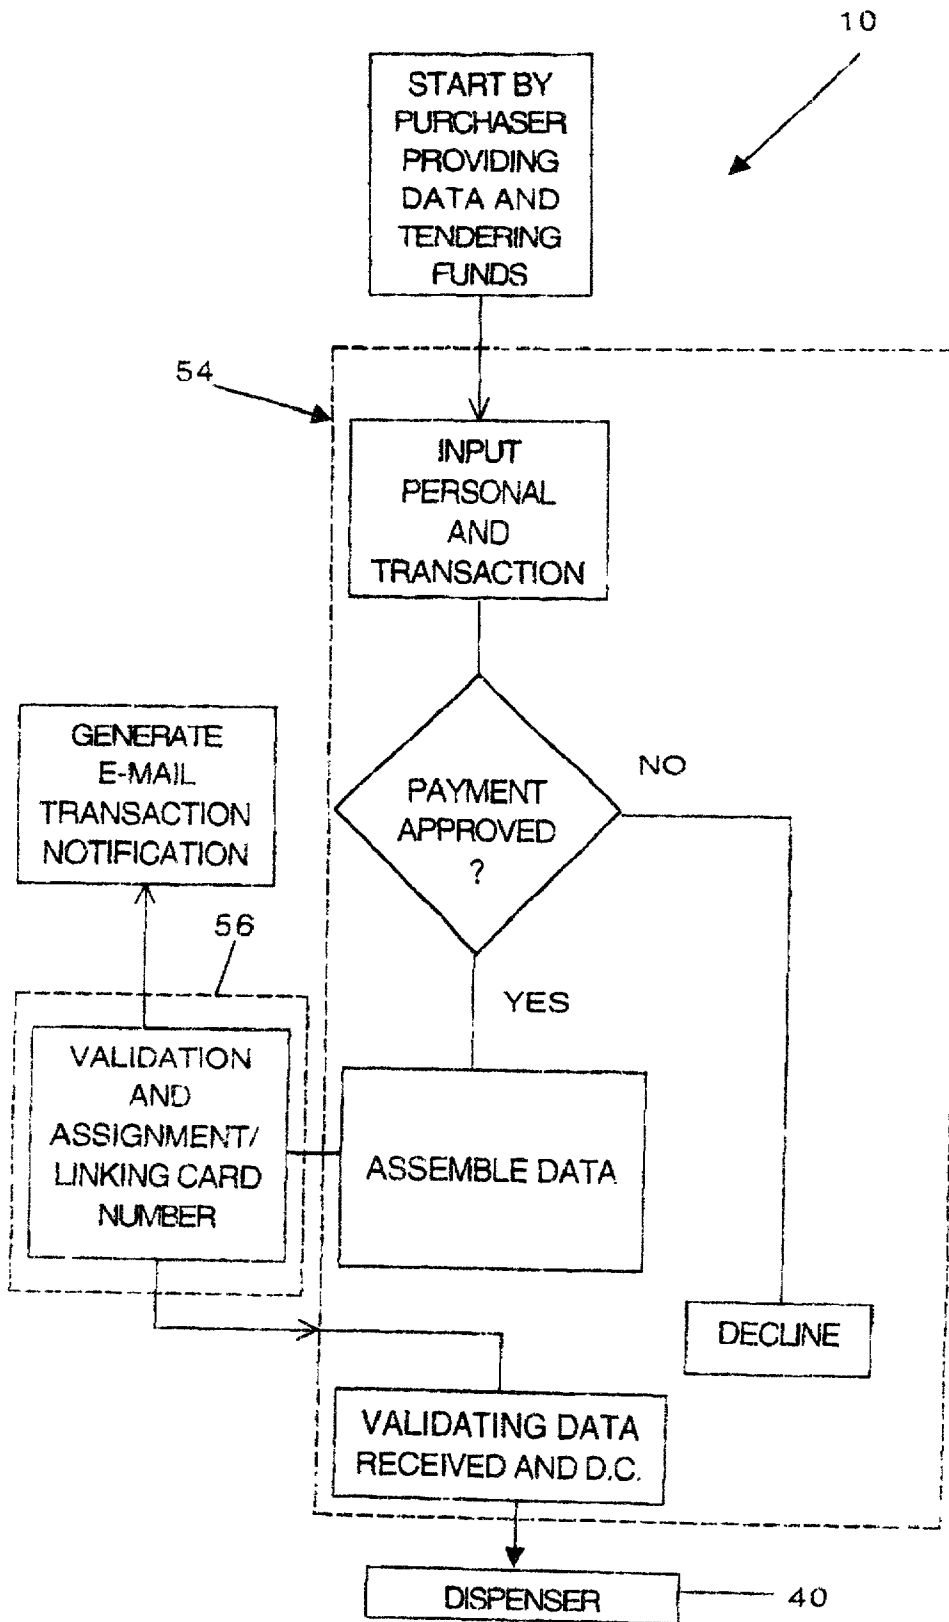 10
START BY
PURCHASER
PROVIDING
DATA AND
TENDERING
FUNDS
54
INPUT
PERSONAL
AND
TRANSACTION
GENERATE
E-MAIL
TRANSACTION
NOTIFICATION
PAYMENT
APPROVED
?
NO
YES
56
VALIDATION
AND
ASSIGNMENT/
LINKING CARD
NUMBER
ASSEMBLE DATA
DECLINE
VALIDATING DATA
RECEIVED AND D.C.
DISPENSER
40